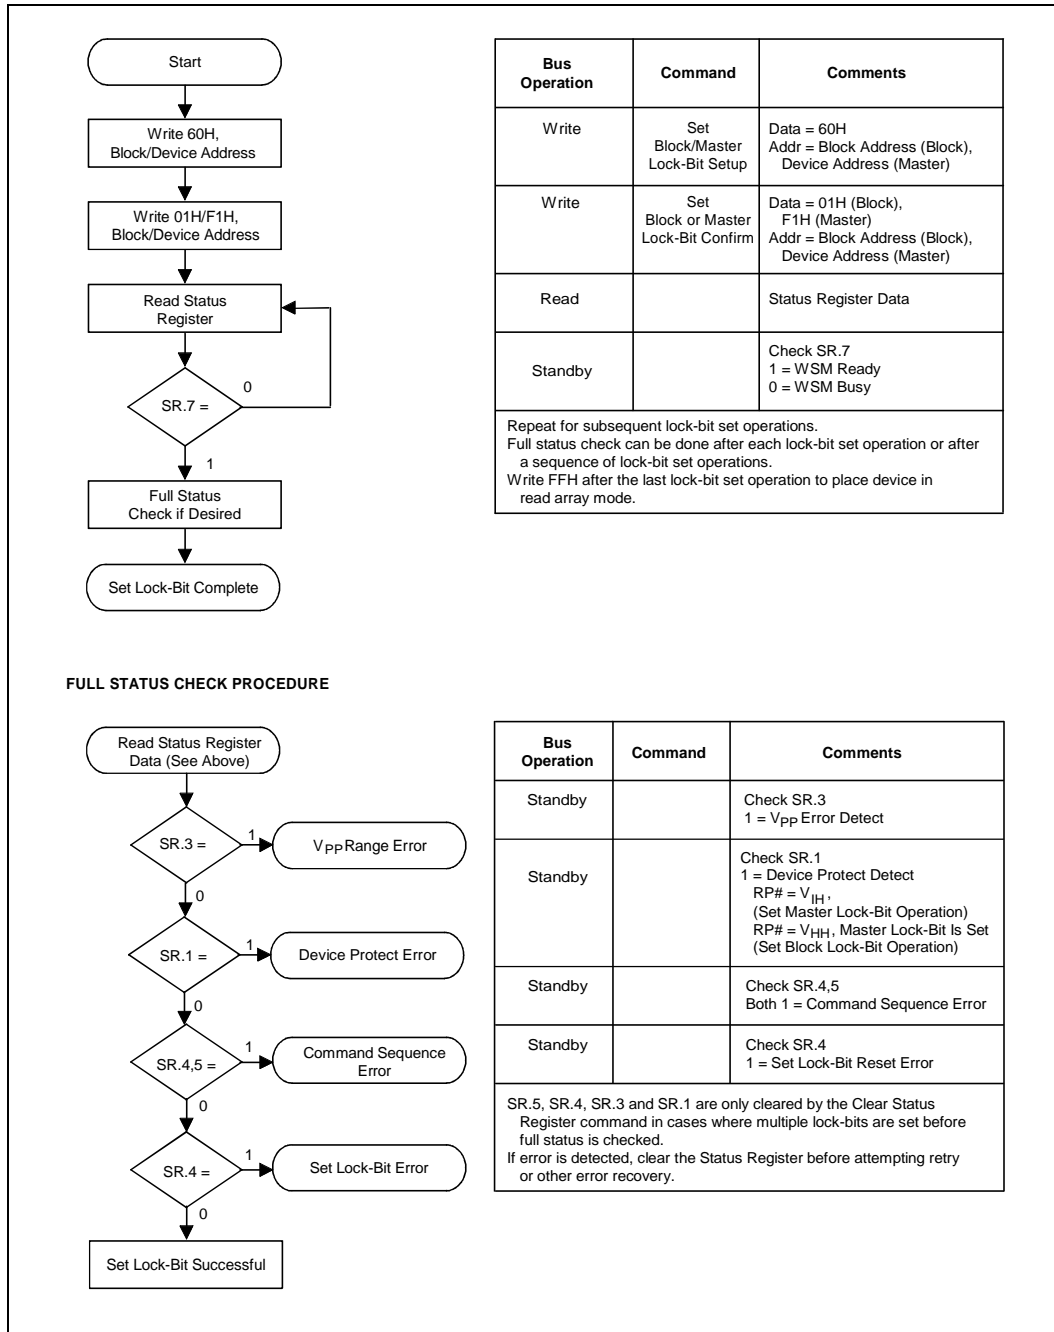 Start
Write 60H,
Block/Device Address
Write 01H/F1H,
Block/Device Address
Read Status
Register
0
SR.7 =
1
Full Status
Check if Desired
Set Lock-Bit Complete
Bus
Operation
Command
Comments
Write
Set
Block/Master
Lock-Bit Setup
Data = 60H
Addr = Block Address (Block),
Device Address (Master)
Write
Set
Block or Master
Lock-Bit Confirm
Data = 01H (Block),
F1H (Master)
Addr = Block Address (Block),
Device Address (Master)
Read
Status Register Data
Standby
Check SR.7
1 = WSM Ready
0 = WSM Busy
Repeat for subsequent lock-bit set operations.
Full status check can be done after each lock-bit set operation or after
a sequence of lock-bit set operations.
Write FFH after the last lock-bit set operation to place device in
read array mode.
FULL STATUS CHECK PROCEDURE
Read Status Register
Data (See Above)
SR.3 =
1
VPP Range Error
0
SR.1 =
1
Device Protect Error
0
SR.4,5 =
1
Command Sequence
Error
0
SR.4 =
1
Set Lock-Bit Error
0
Set Lock-Bit Successful
Bus
Operation
Command
Comments
Standby
Check SR.3
1 = VPP Error Detect
Standby
Check SR.1
1 = Device Protect Detect
RP# = VIH,
(Set Master Lock-Bit Operation)
RP# = VHH, Master Lock-Bit Is Set
(Set Block Lock-Bit Operation)
Standby
Check SR.4,5
Both 1 = Command Sequence Error
Standby
Check SR.4
1 = Set Lock-Bit Reset Error
SR.5, SR.4, SR.3 and SR.1 are only cleared by the Clear Status
Register command in cases where multiple lock-bits are set before
full status is checked.
If error is detected, clear the Status Register before attempting retry
or other error recovery.